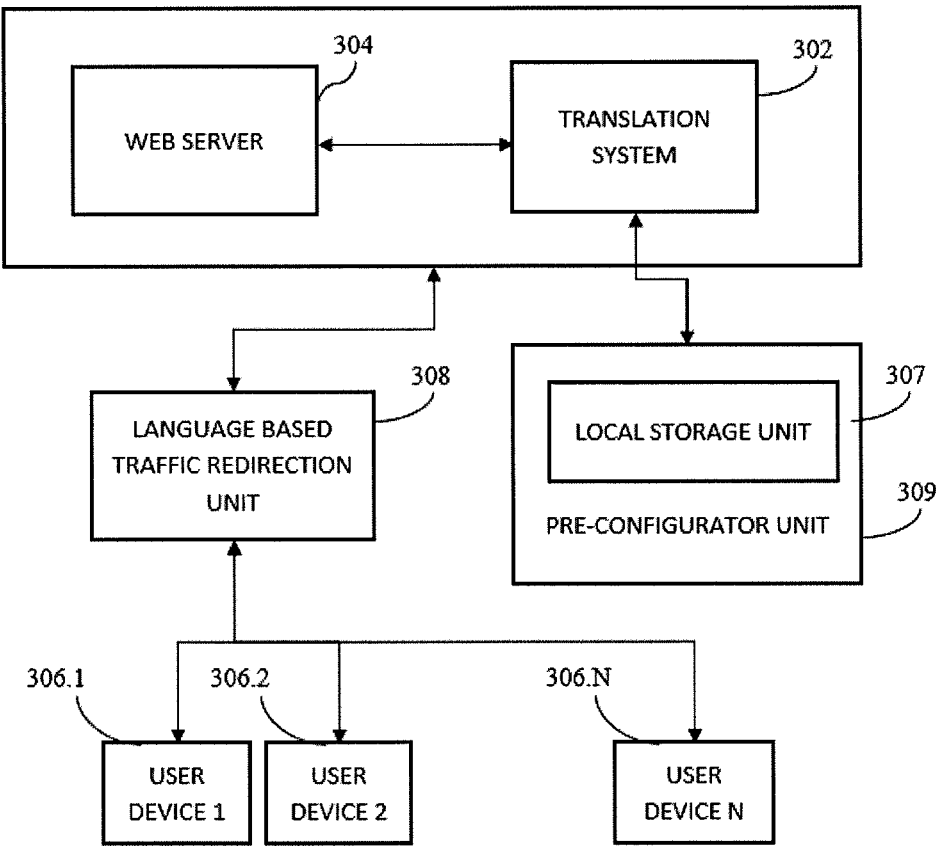 304
302
WEB SERVER
TRANSLATION
SYSTEM
308
LANGUAGE BASED
TRAFFIC REDIRECTION
UNIT
307
LOCAL STORAGE UNIT
309
PRE-CONFIGURATOR UNIT
306.1
306.2
306.N
USER
DEVICE 1
USER
DEVICE 2
USER
DEVICE N